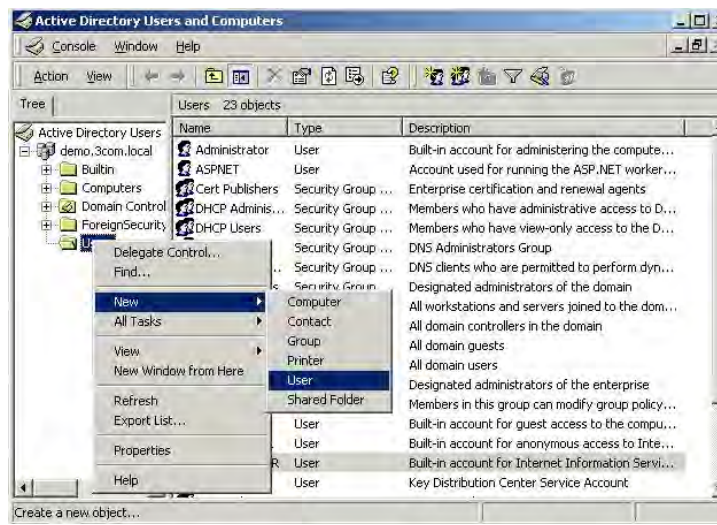 Active Directory Users and Computers
Console Window Help
Action View
Tree
Users 23 objects
Name Type Description
Active Directory Users
demo.3com.local
Builtin
Computers
Domain Control
ForeignSecurity
Administrator User Built-in account for administering the compute...
ASPNET User Account used for running the ASP.NET worker...
Cert Publishers Security Group ... Enterprise certification and renewal agents
DHCP Adminis... Security Group ... Members who have administrative access to D...
DHCP Users Security Group ... Members who have view-only access to the D...
Security Group ... DNS Administrators Group
Security Group ... DNS clients who are permitted to perform dyn...
Security Group Designated administrators of the domain
All workstations and servers joined to the dom...
All domain controllers in the domain
All domain guests
All domain users
Designated administrators of the enterprise
Members in this group can modify group policy...
User Built-in account for guest access to the compu...
User Built-in account for anonymous access to Inte...
R User Built-in account for Internet Information Servi...
User Key Distribution Center Service Account
Delegate Control...
Find...
New
All Tasks
View
New Window from Here
Refresh
Export List...
Properties
Help
Computer
Contact
Group
Printer
User
Shared Folder
Create a new object...